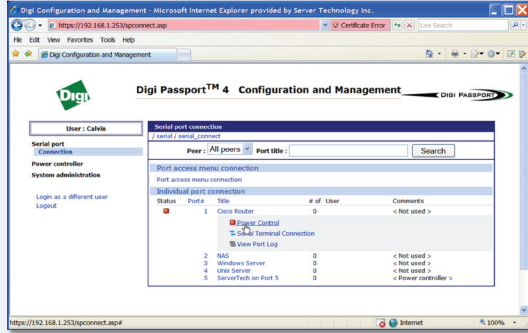 Digi Configuration and Management - Microsoft Internet Explorer provided by Server Technology Inc.
https://192.168.1.253/spconnect.asp
Certificate Error
Live Search
File Edit View Favorites Tools Help
Digi Configuration and Management
Digi
Digi Passport™ 4 Configuration and Management
DIGI PASSPORT
User : Calvin
Serial port
Connection
Power controller
System administration
Login as a different user
Logout
Serial port connection
/ serial / serial_connect
Peer : All peers Port title : Search
Port access menu connection
Port access menu connection
Individual port connection
Status Port# Title # of User Comments
1 Cisco Router 0 < Not used >
Power Control
Serial Terminal Connection
View Port Log
2 NAS 0 < Not used >
3 Windows Server 0 < Not used >
4 Unix Server 0 < Not used >
5 ServerTech on Port 5 0 < Power controller >
https://192.168.1.253/spconnect.asp#
Internet
100%